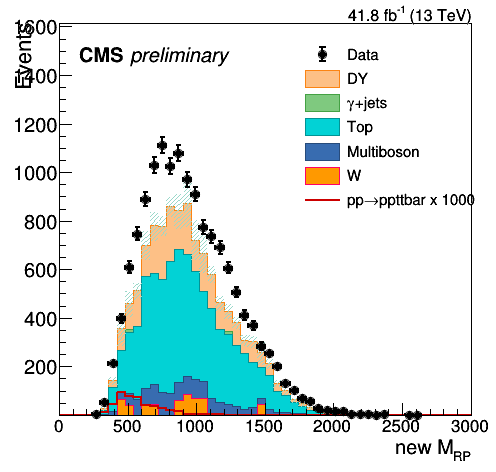 41.8 fb⁻¹ (13 TeV)
Events
CMS preliminary
Data
DY
γ+jets
Top
Multiboson
W
pp→ppttbar x 1000
1600
1400
1200
1000
800
600
400
200
0 500 1000 1500 2000 2500 3000
new M_RP